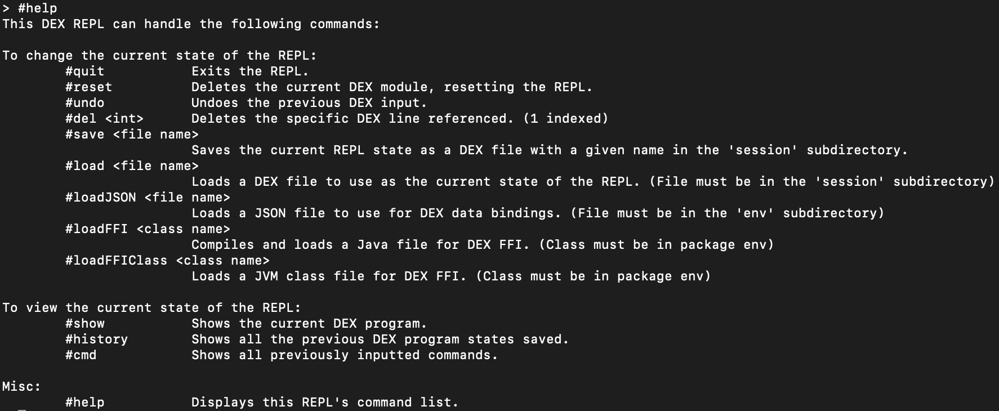 > #help
This DEX REPL can handle the following commands:
To change the current state of the REPL:
#quit Exits the REPL.
#reset Deletes the current DEX module, resetting the REPL.
#undo Undoes the previous DEX input.
#del <int> Deletes the specific DEX line referenced. (1 indexed)
#save <file name>
Saves the current REPL state as a DEX file with a given name in the 'session' subdirectory.
#load <file name>
Loads a DEX file to use as the current state of the REPL. (File must be in the 'session' subdirectory)
#loadJSON <file name>
Loads a JSON file to use for DEX data bindings. (File must be in the 'env' subdirectory)
#loadFFI <class name>
Compiles and loads a Java file for DEX FFI. (Class must be in package env)
#loadFFIClass <class name>
Loads a JVM class file for DEX FFI. (Class must be in package env)
To view the current state of the REPL:
#show Shows the current DEX program.
#history Shows all the previous DEX program states saved.
#cmd Shows all previously inputted commands.
Misc:
#help Displays this REPL's command list.